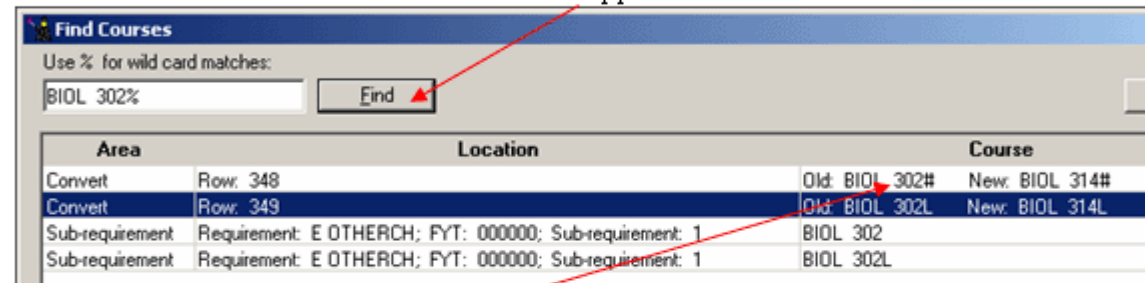 Find Courses
Use % for wild card matches:
BIOL 302%
Find
Area Location Course
Convert Row: 348 Old: BIOL 302# New: BIOL 314#
Convert Row: 349 Old: BIOL 302L New: BIOL 314L
Sub-requirement Requirement: E OTHERCH; FYT: 000000; Sub-requirement: 1 BIOL 302
Sub-requirement Requirement: E OTHERCH; FYT: 000000; Sub-requirement: 1 BIOL 302L